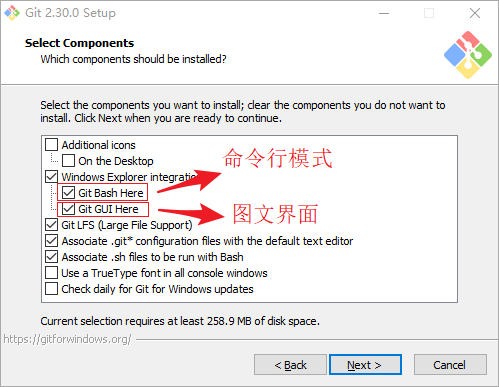 Git 2.30.0 Setup
Select Components
Which components should be installed?
Select the components you want to install; clear the components you do not want to
install. Click Next when you are ready to continue.
Additional icons
On the Desktop
命令行模式
Windows Explorer integratio
Git Bash Here
Git GUI Here
图文界面
Git LFS (Large File Support)
Associate .git* configuration files with the default text editor
Associate .sh files to be run with Bash
Use a TrueType font in all console windows
Check daily for Git for Windows updates
Current selection requires at least 258.9 MB of disk space.
https://gitforwindows.org/
< Back
Next >
Cancel